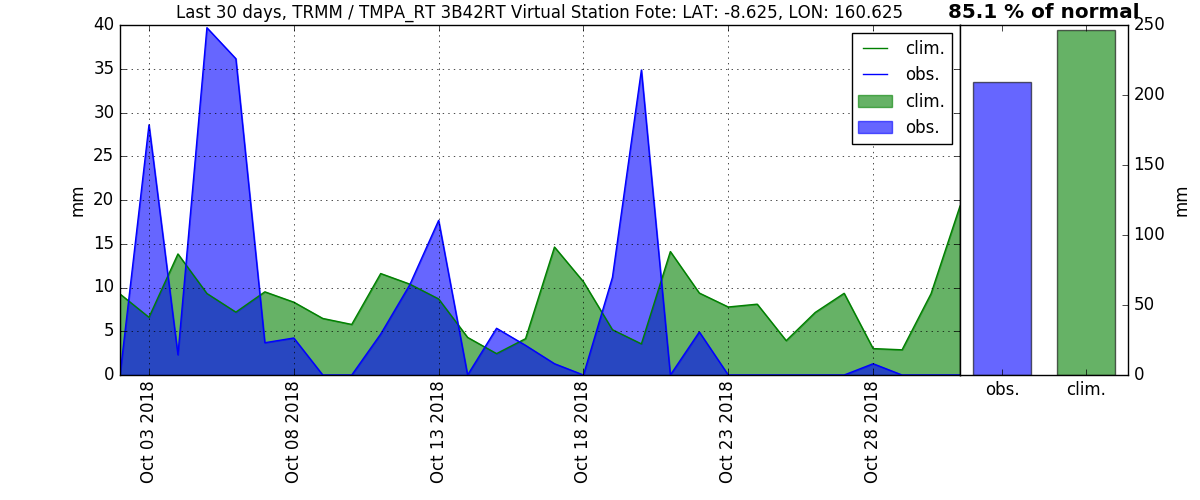 Last 30 days, TRMM / TMPA_RT 3B42RT Virtual Station Fote: LAT: -8.625, LON: 160.625
85.1 % of normal
mm
40
35
30
25
20
15
10
5
0
clim.
obs.
clim.
obs.
250
200
150
100
50
0
mm
Oct 03 2018
Oct 08 2018
Oct 13 2018
Oct 18 2018
Oct 23 2018
Oct 28 2018
obs.
clim.